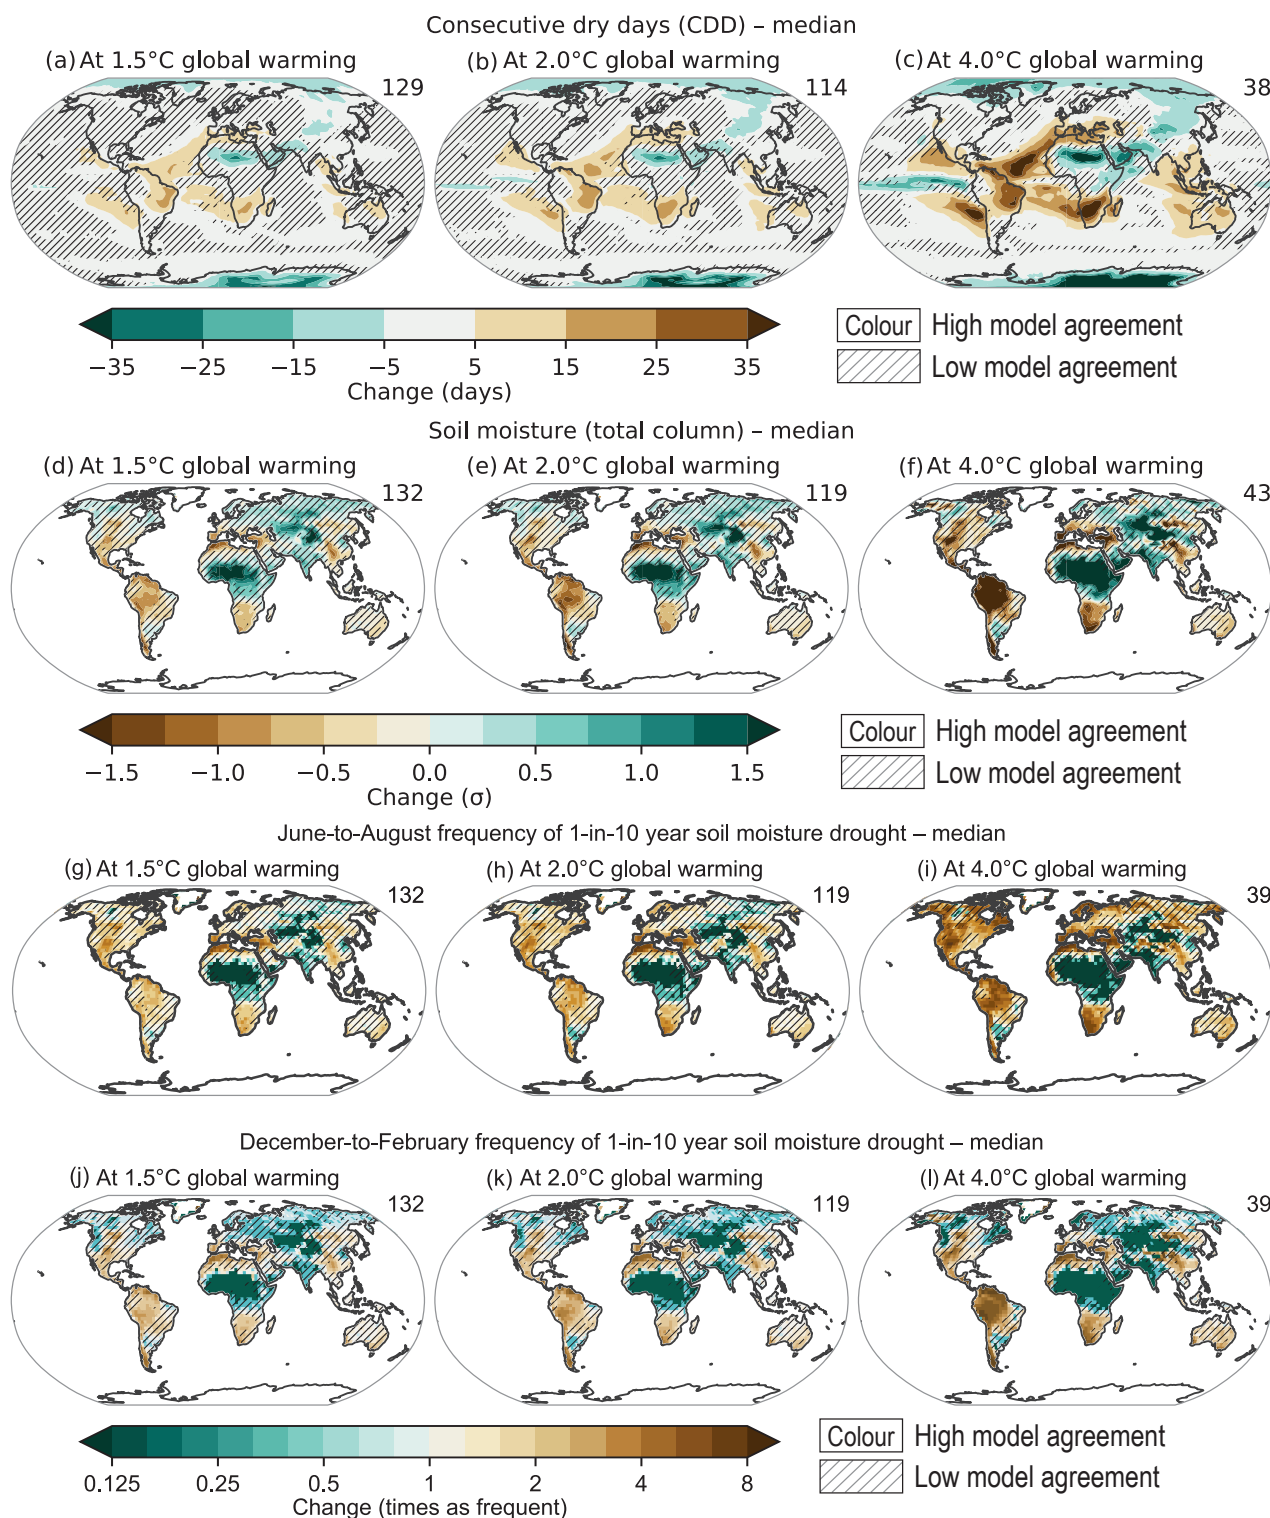 Consecutive dry days (CDD) – median
(a) At 1.5°C global warming
129
(b) At 2.0°C global warming
114
(c) At 4.0°C global warming
38
−35 −25 −15 −5 5 15 25 35
Change (days)
Colour High model agreement
Low model agreement
Soil moisture (total column) – median
(d) At 1.5°C global warming
132
(e) At 2.0°C global warming
119
(f) At 4.0°C global warming
43
−1.5 −1.0 −0.5 0.0 0.5 1.0 1.5
Change (σ)
Colour High model agreement
Low model agreement
June-to-August frequency of 1-in-10 year soil moisture drought – median
(g) At 1.5°C global warming
132
(h) At 2.0°C global warming
119
(i) At 4.0°C global warming
39
December-to-February frequency of 1-in-10 year soil moisture drought – median
(j) At 1.5°C global warming
132
(k) At 2.0°C global warming
119
(l) At 4.0°C global warming
39
0.125 0.25 0.5 1 2 4 8
Change (times as frequent)
Colour High model agreement
Low model agreement